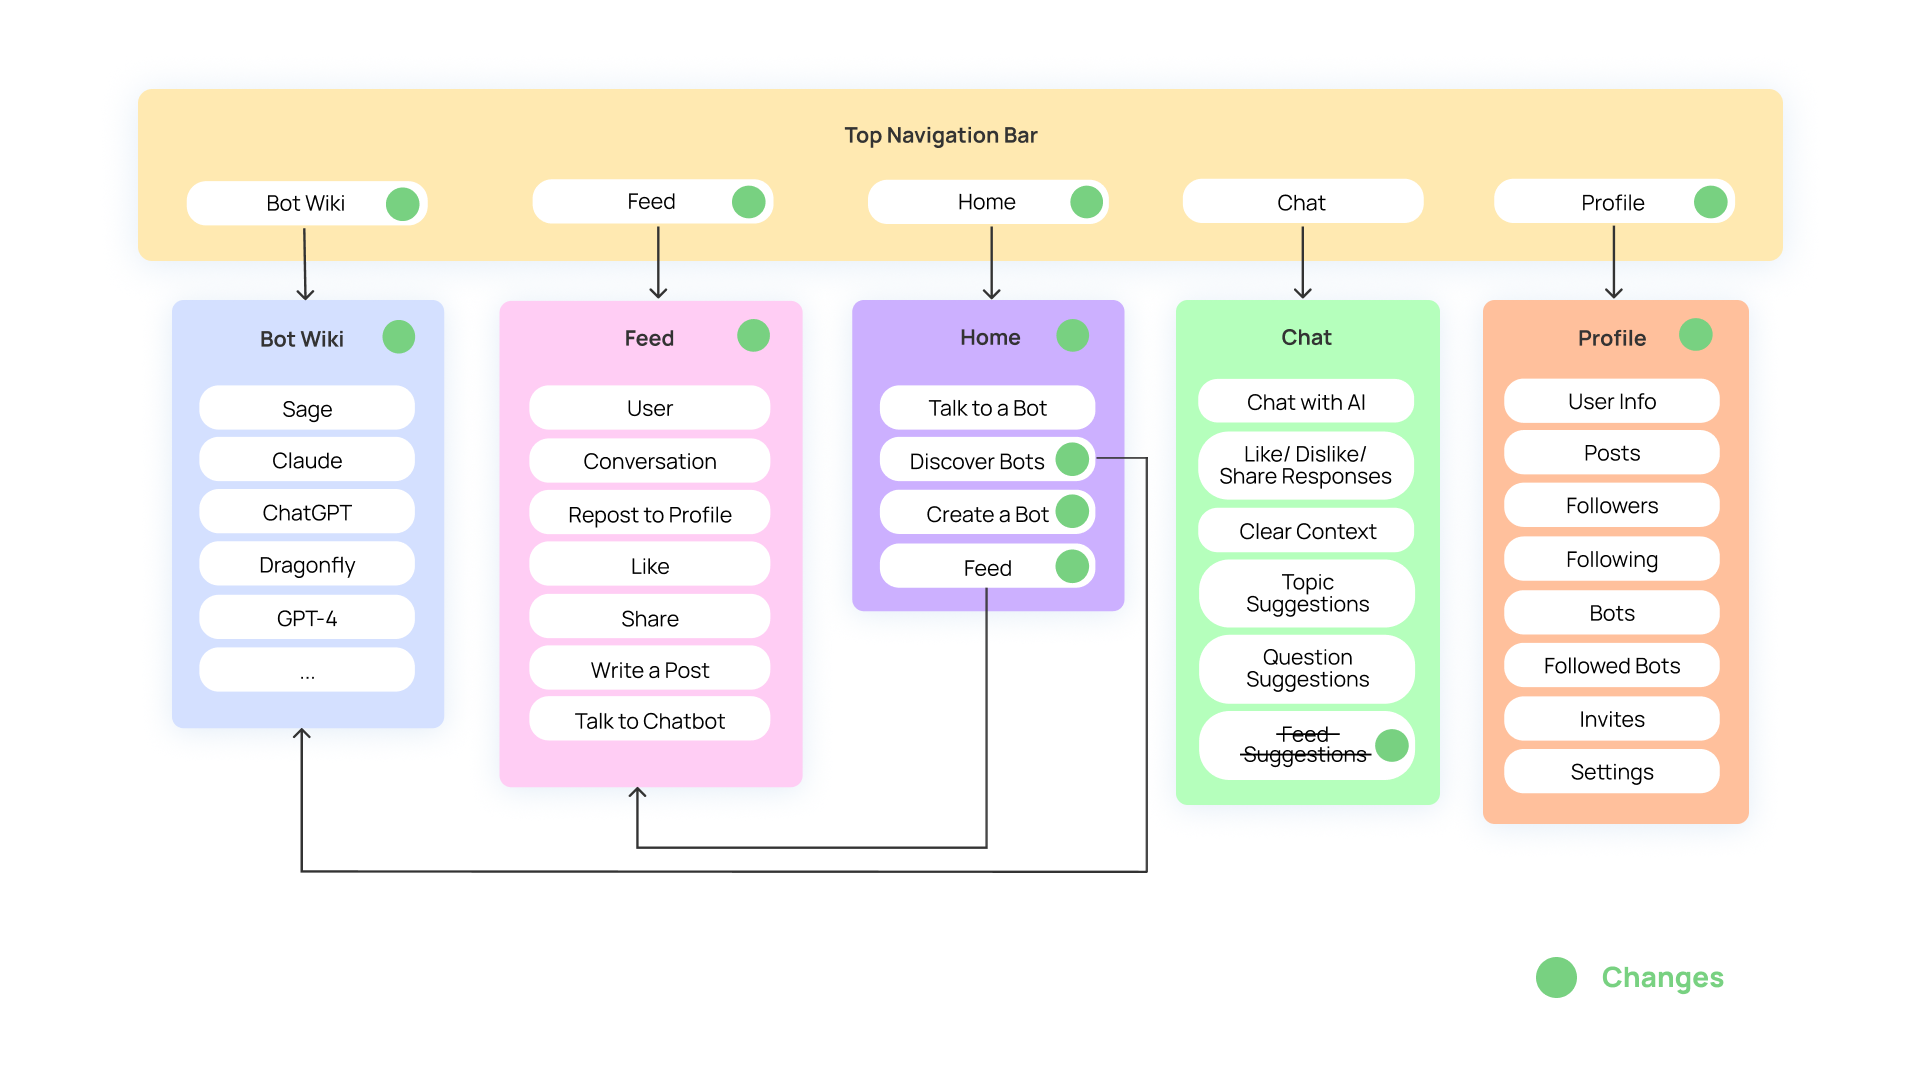 Top Navigation Bar
Bot Wiki
Feed
Home
Chat
Profile
Bot Wiki
Sage
Claude
ChatGPT
Dragonfly
GPT-4
...
Feed
User
Conversation
Repost to Profile
Like
Share
Write a Post
Talk to Chatbot
Home
Talk to a Bot
Discover Bots
Create a Bot
Feed
Chat
Chat with AI
Like/ Dislike/
Share Responses
Clear Context
Topic
Suggestions
Question
Suggestions
Feed
Suggestions
Profile
User Info
Posts
Followers
Following
Bots
Followed Bots
Invites
Settings
Changes